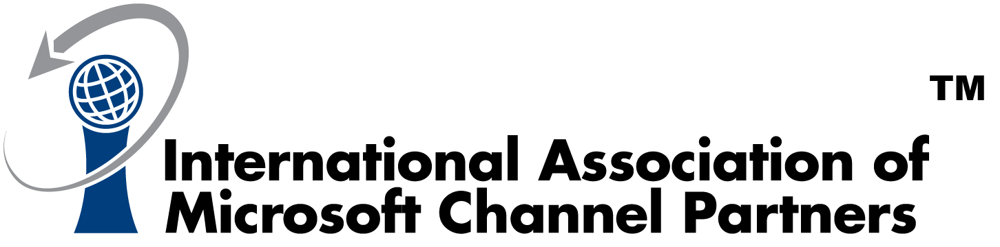 TM
International Association of
Microsoft Channel Partners